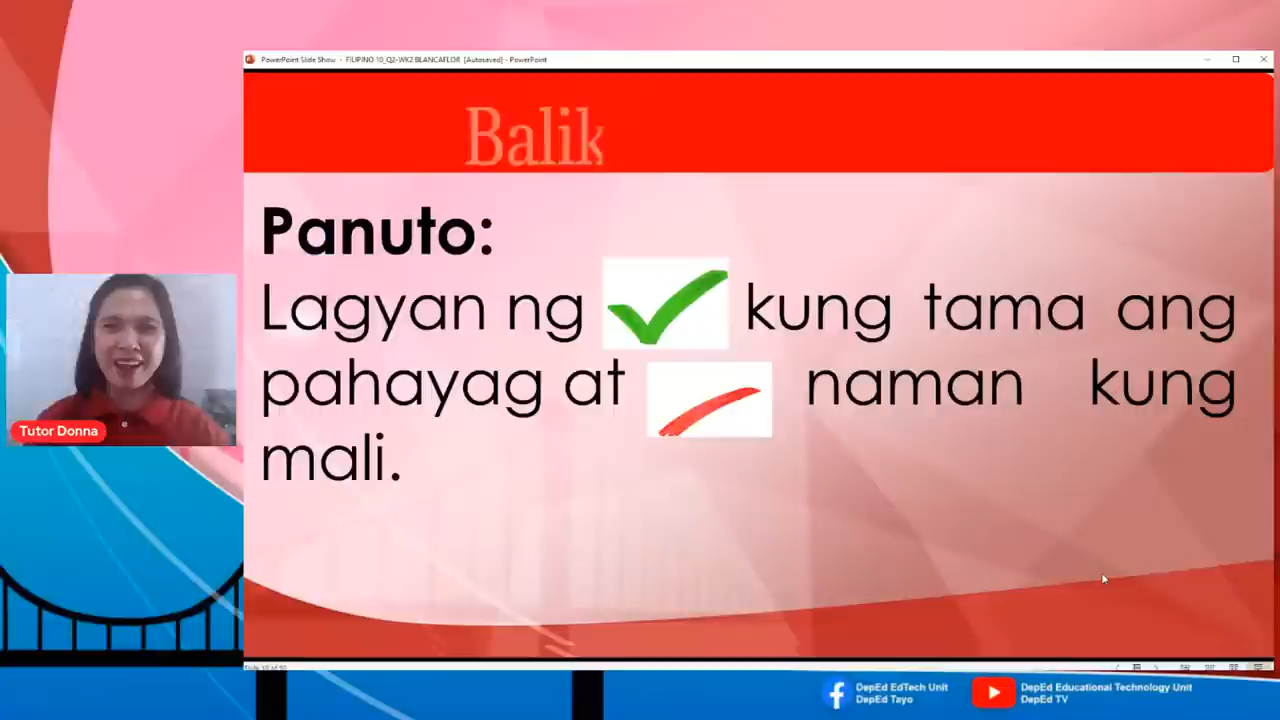 PowerPoint Slide Show - FILIPINO 10_Q2-WK2 BLANCAFLOR [Autosaved] - PowerPoint
Balik
Panuto:
Lagyan ng kung tama ang
pahayag at naman kung
mali.
Tutor Donna
DepEd EdTech Unit
DepEd Tayo
DepEd Educational Technology Unit
DepEd TV